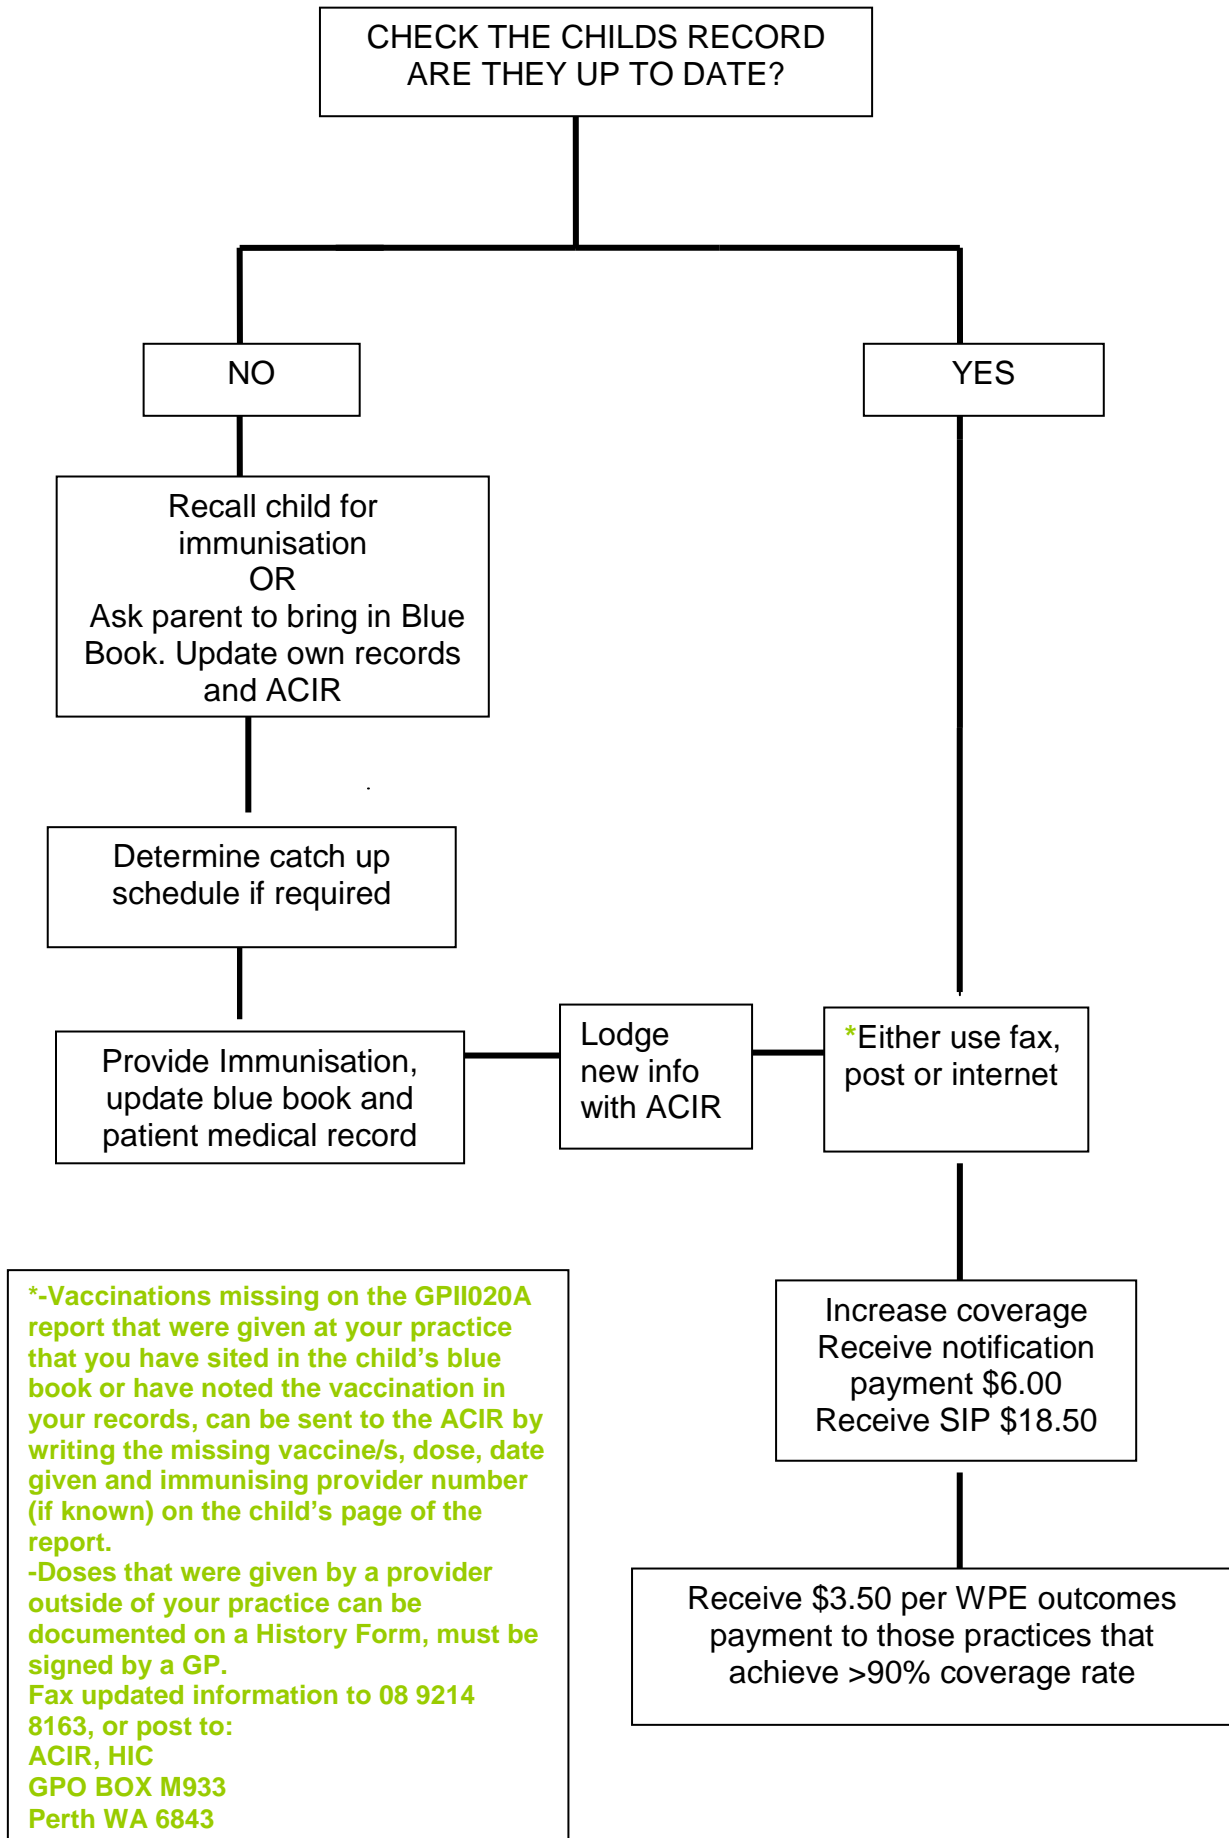 CHECK THE CHILDS RECORD
ARE THEY UP TO DATE?
NO
YES
Recall child for
immunisation
OR
Ask parent to bring in Blue
Book. Update own records
and ACIR
Determine catch up
schedule if required
Provide Immunisation,
update blue book and
patient medical record
Lodge
new info
with ACIR
*Either use fax,
post or internet
Increase coverage
Receive notification
payment $6.00
Receive SIP $18.50
Receive $3.50 per WPE outcomes
payment to those practices that
achieve >90% coverage rate
*-Vaccinations missing on the GPII020A
report that were given at your practice
that you have sited in the child’s blue
book or have noted the vaccination in
your records, can be sent to the ACIR by
writing the missing vaccine/s, dose, date
given and immunising provider number
(if known) on the child’s page of the
report.
-Doses that were given by a provider
outside of your practice can be
documented on a History Form, must be
signed by a GP.
Fax updated information to 08 9214
8163, or post to:
ACIR, HIC
GPO BOX M933
Perth WA 6843